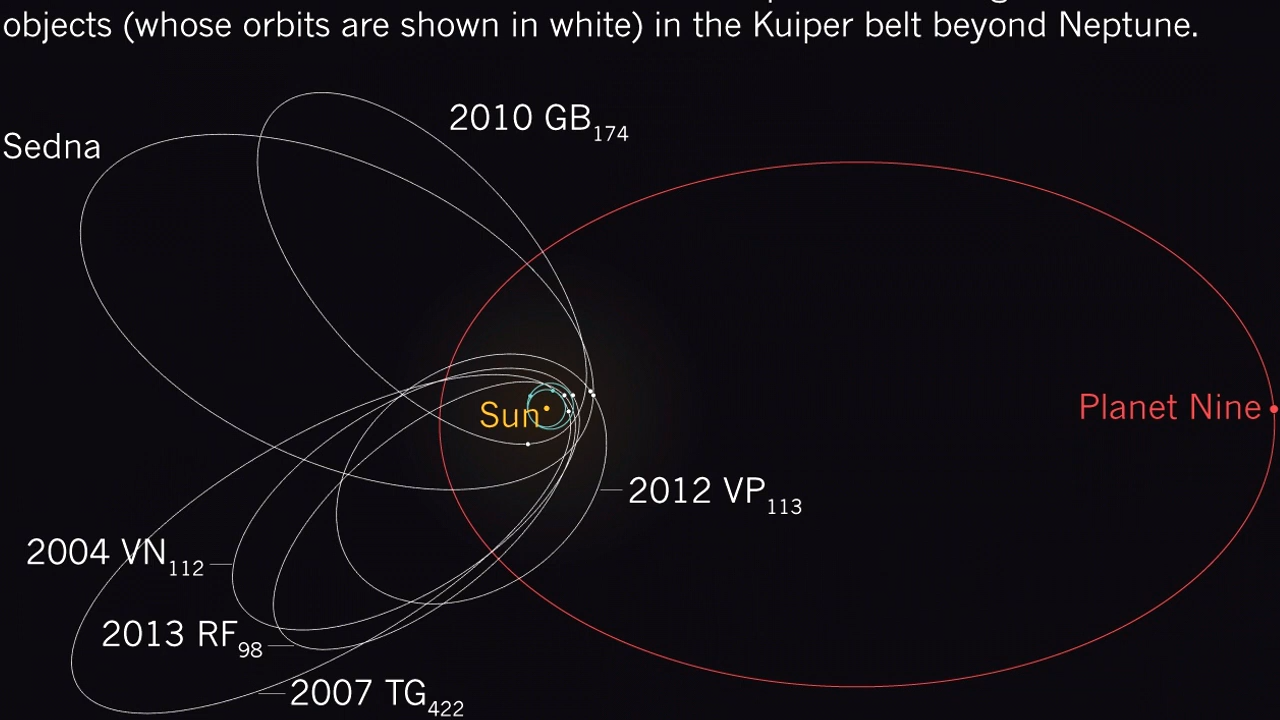 objects (whose orbits are shown in white) in the Kuiper belt beyond Neptune.
2010 GB174
Sedna
Planet Nine
Sun
2012 VP113
2004 VN112
2013 RF98
2007 TG422